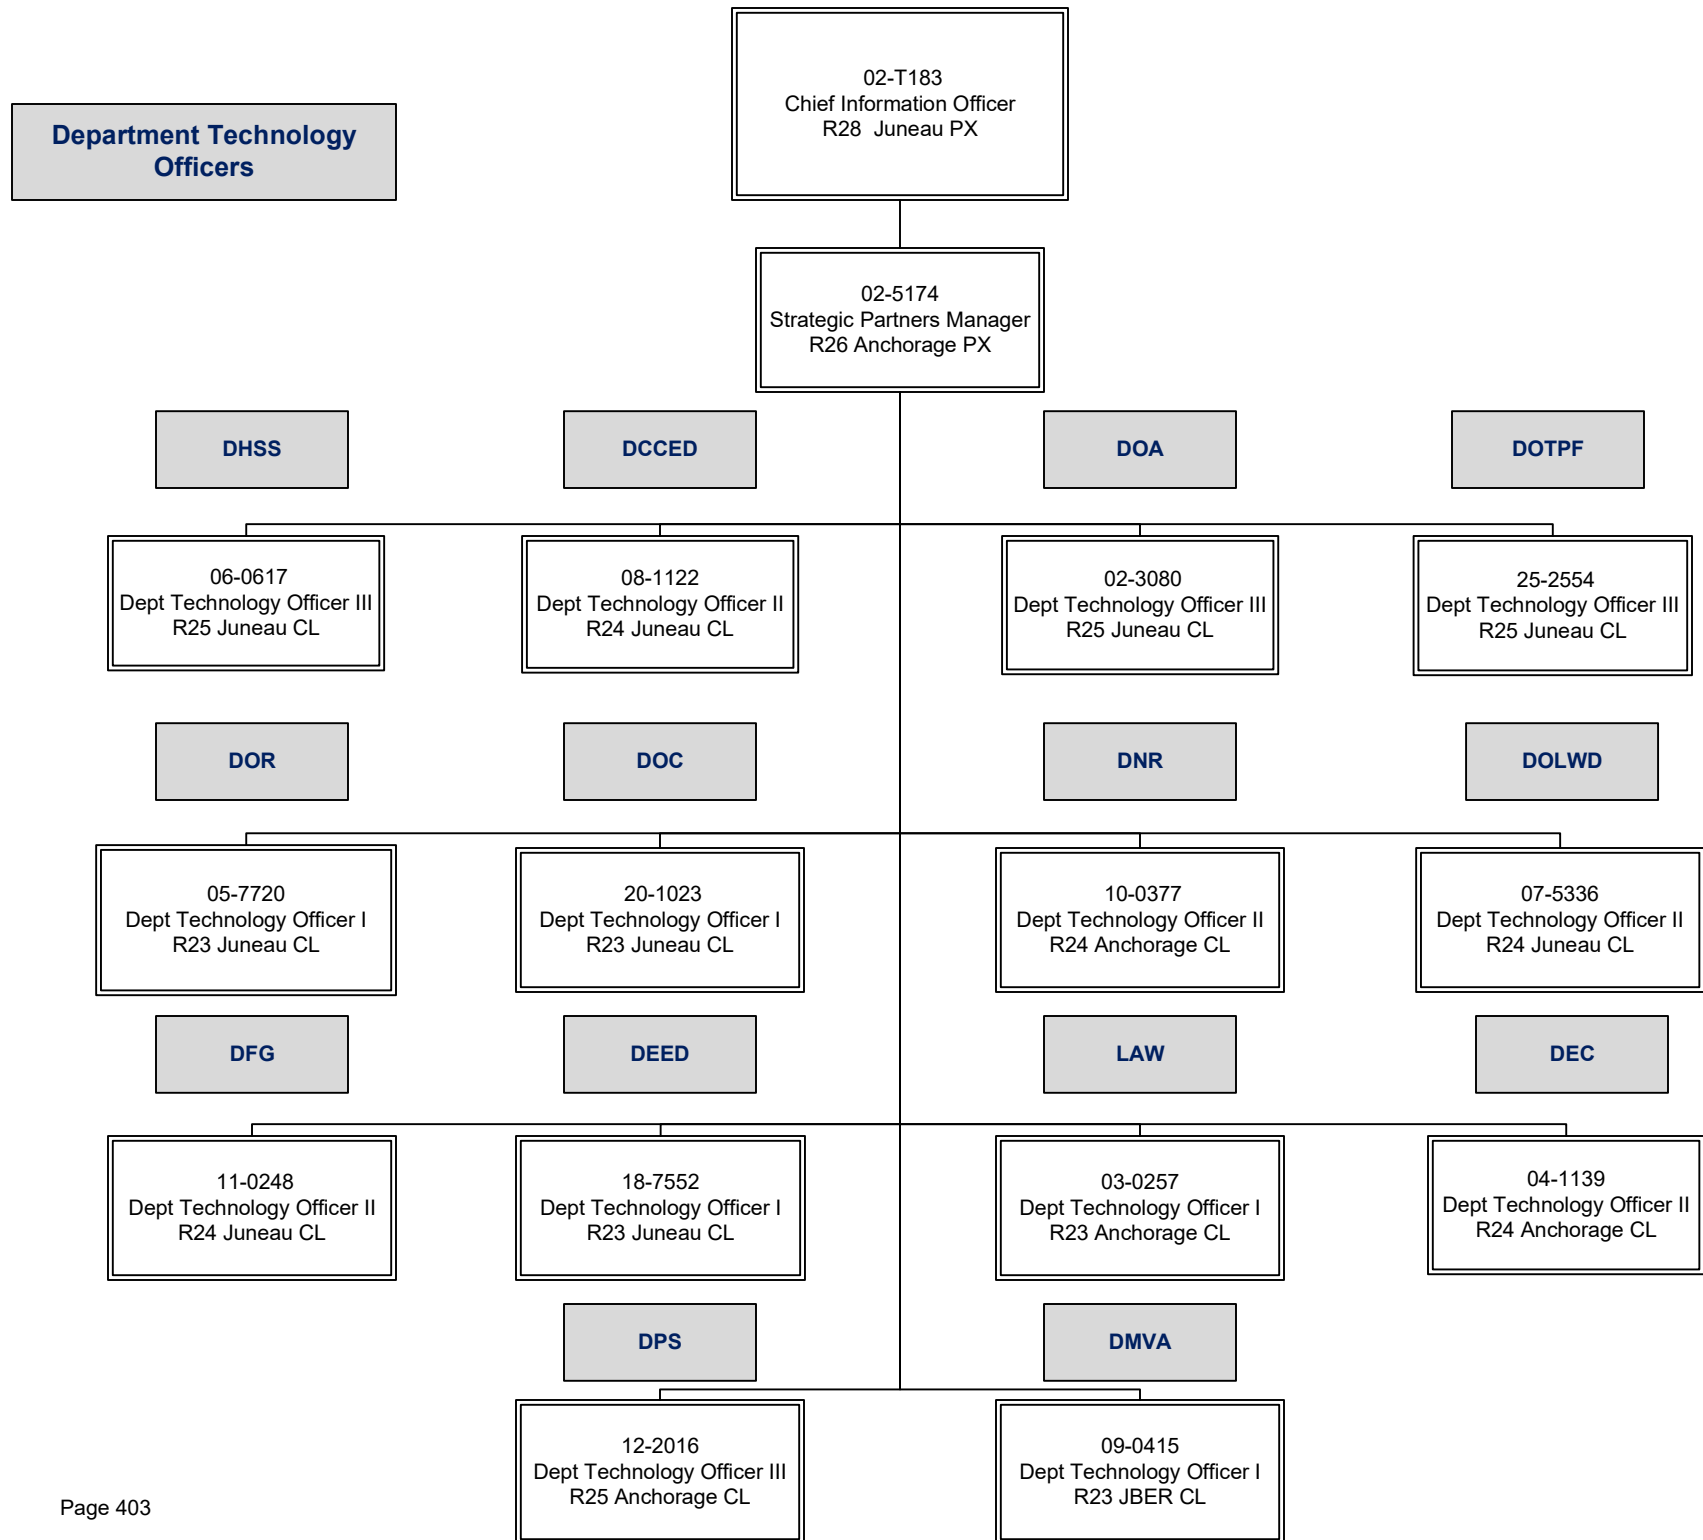 02-T183
Chief Information Officer
R28  Juneau PX
Department Technology
Officers
02-5174
Strategic Partners Manager
R26 Anchorage PX
DHSS
DCCED
DOA
DOTPF
06-0617
Dept Technology Officer III
R25 Juneau CL
08-1122
Dept Technology Officer II
R24 Juneau CL
02-3080
Dept Technology Officer III
R25 Juneau CL
25-2554
Dept Technology Officer III
R25 Juneau CL
DOR
DOC
DNR
DOLWD
05-7720
Dept Technology Officer I
R23 Juneau CL
20-1023
Dept Technology Officer I
R23 Juneau CL
10-0377
Dept Technology Officer II
R24 Anchorage CL
07-5336
Dept Technology Officer II
R24 Juneau CL
DFG
DEED
LAW
DEC
11-0248
Dept Technology Officer II
R24 Juneau CL
18-7552
Dept Technology Officer I
R23 Juneau CL
03-0257
Dept Technology Officer I
R23 Anchorage CL
04-1139
Dept Technology Officer II
R24 Anchorage CL
DPS
DMVA
12-2016
Dept Technology Officer III
R25 Anchorage CL
09-0415
Dept Technology Officer I
R23 JBER CL
Page 403